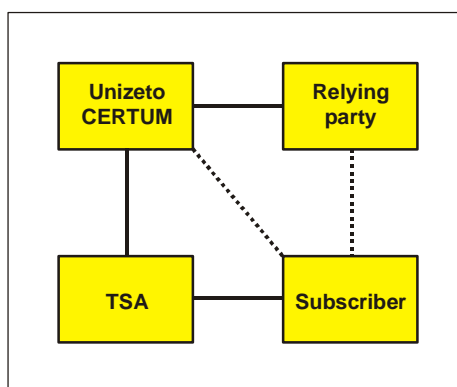 Unizeto
CERTUM
Relying
party
TSA
Subscriber